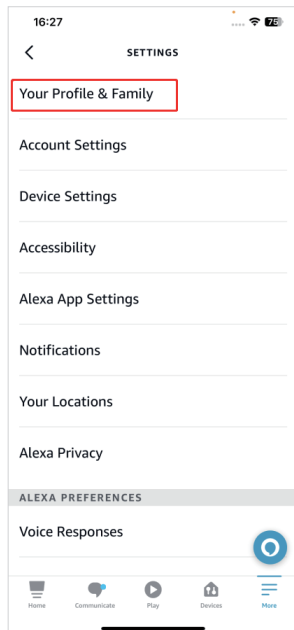 16:27
75
SETTINGS
Your Profile & Family
Account Settings
Device Settings
Accessibility
Alexa App Settings
Notifications
Your Locations
Alexa Privacy
ALEXA PREFERENCES
Voice Responses
Home Communicate Play Devices More